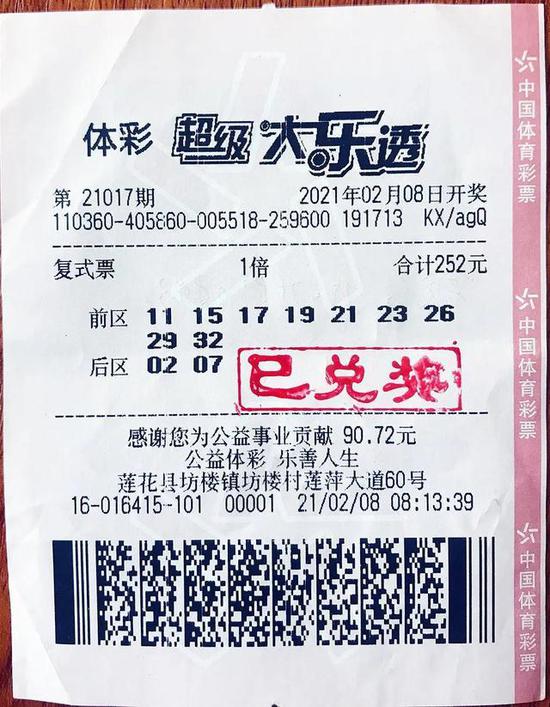 体彩 超级大乐透
第 21017期 2021年02月08日开奖
110360-405860-005518-259600 191713 KX/agQ
复式票 1倍 合计252元
前区 11 15 17 19 21 23 26
29 32
后区 02 07
已兑奖
感谢您为公益事业贡献 90.72元
公益体彩 乐善人生
莲花县坊楼镇坊楼村莲萍大道60号
16-016415-101 00001 21/02/08 08:13:39
中国体育彩票
中国体育彩票
中国体育彩票